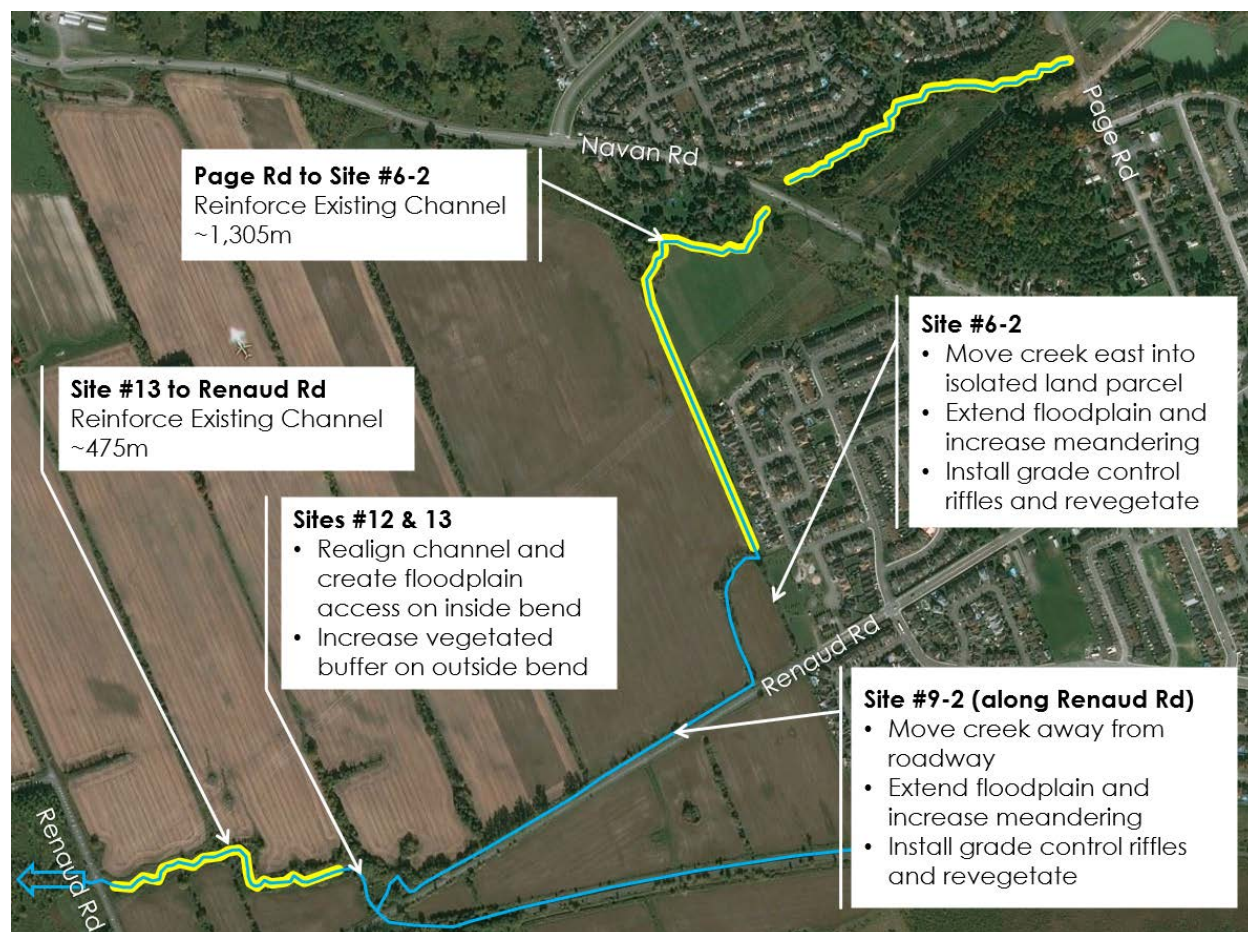 Navan Rd
Page Rd
Page Rd to Site #6-2
Reinforce Existing Channel
~1,305m
Site #6-2
• Move creek east into
isolated land parcel
• Extend floodplain and
increase meandering
• Install grade control
riffles and revegetate
Site #13 to Renaud Rd
Reinforce Existing Channel
~475m
Sites #12 & 13
• Realign channel and
create floodplain
access on inside bend
• Increase vegetated
buffer on outside bend
Renaud Rd
Site #9-2 (along Renaud Rd)
• Move creek away from
roadway
• Extend floodplain and
increase meandering
• Install grade control riffles
and revegetate
Renaud Rd